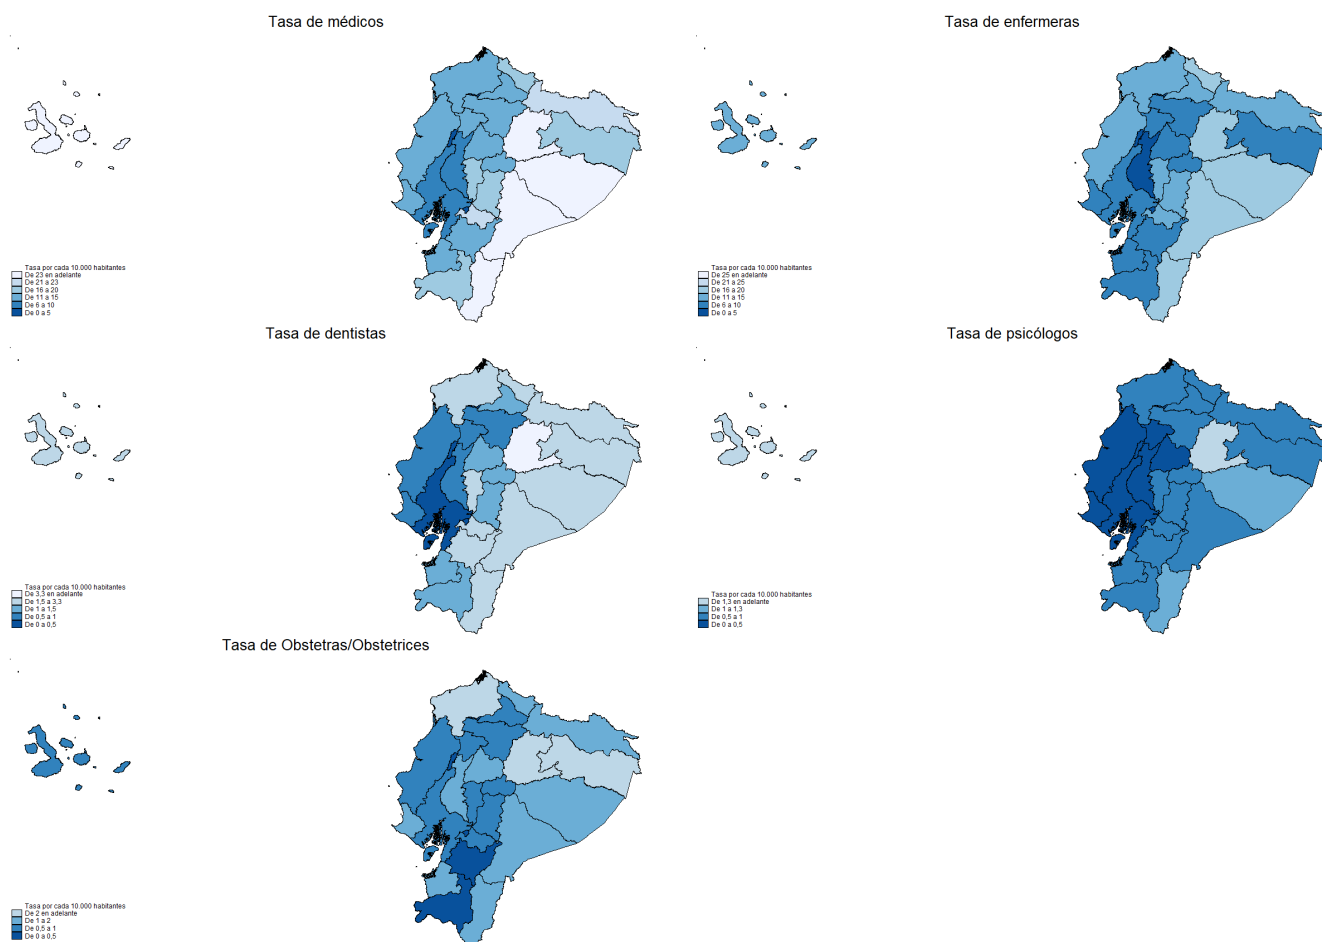 Tasa de médicos
Tasa por cada 10.000 habitantes
De 23 en adelante
De 21 a 23
De 16 a 20
De 11 a 15
De 6 a 10
De 0 a 5
Tasa de enfermeras
Tasa por cada 10.000 habitantes
De 25 en adelante
De 21 a 25
De 16 a 20
De 11 a 15
De 6 a 10
De 0 a 5
Tasa de dentistas
Tasa por cada 10.000 habitantes
De 3,3 en adelante
De 1,5 a 3,3
De 1 a 1,5
De 0,5 a 1
De 0 a 0,5
Tasa de psicólogos
Tasa por cada 10.000 habitantes
De 1,3 en adelante
De 1 a 1,3
De 0,5 a 1
De 0 a 0,5
Tasa de Obstetras/Obstetrices
Tasa por cada 10.000 habitantes
De 2 en adelante
De 1 a 2
De 0,5 a 1
De 0 a 0,5